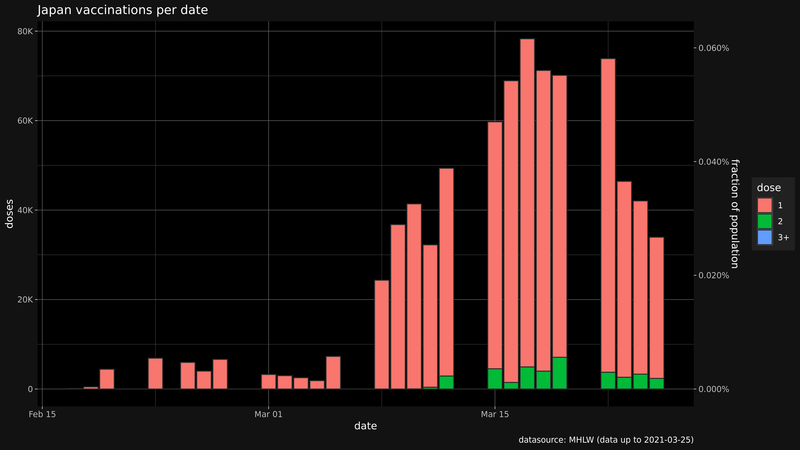 Japan vaccinations per date
80K
60K
40K
20K
0
doses
0.060%
0.040%
0.020%
0.000%
fraction of population
dose
1
2
3+
Feb 15
Mar 01
Mar 15
date
datasource: MHLW (data up to 2021-03-25)